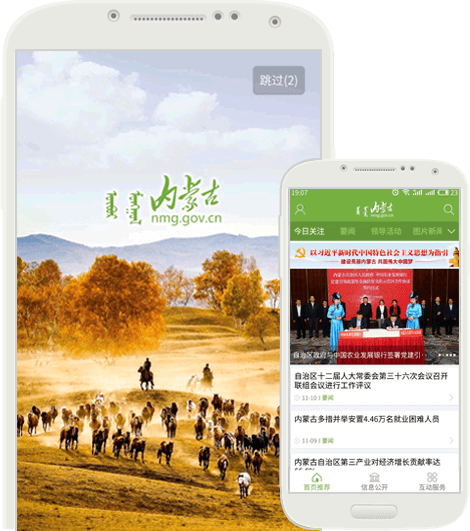 跳过(2)
ᠥᠪᠥᠷ ᠮᠣᠩᠭᠣᠯ 内蒙古
nmg.gov.cn
19:07
23
内蒙古
nmg.gov.cn
今日关注 要闻 领导活动 图片新闻
以习近平新时代中国特色社会主义思想为指引
建设亮丽内蒙古 共圆伟大中国梦
自治区政府与中国农业发展银行签署党建引···
自治区十二届人大常委会第三十六次会议召开
联组会议进行工作评议
11-10 | 要闻
内蒙古多措并举安置4.46万名就业困难人员
11-09 | 要闻
内蒙古自治区第三产业对经济增长贡献率达
首页推荐 信息公开 互动服务